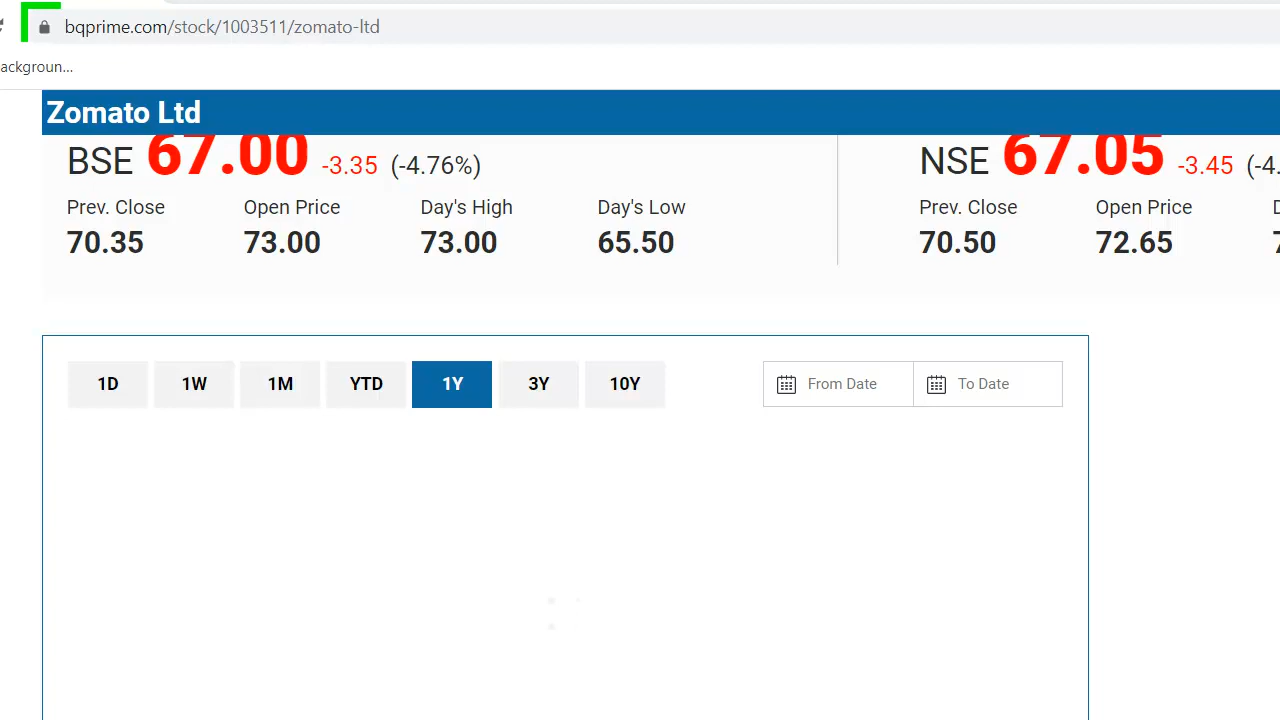 bqprime.com/stock/1003511/zomato-ltd
ackgroun...
Zomato Ltd
BSE 67.00 -3.35 (-4.76%)
Prev. Close Open Price Day's High Day's Low
70.35 73.00 73.00 65.50
NSE 67.05 -3.45 (-4.
Prev. Close Open Price
70.50 72.65
1D 1W 1M YTD 1Y 3Y 10Y From Date To Date